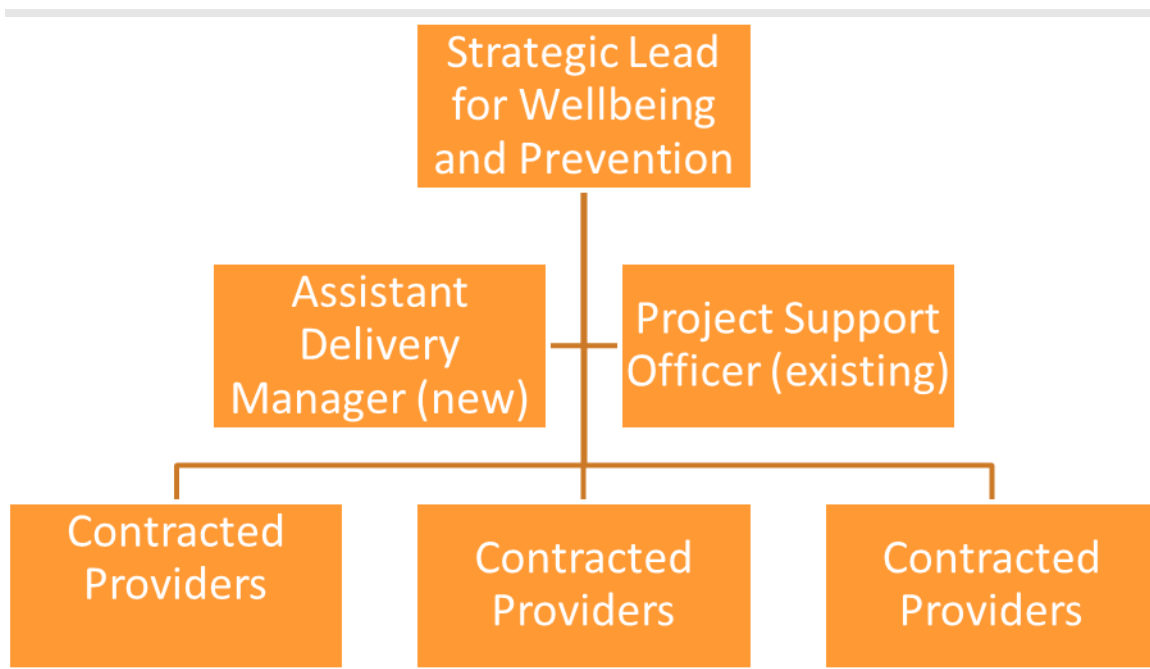 Strategic Lead
for Wellbeing
and Prevention
Assistant
Delivery
Manager (new)
Project Support
Officer (existing)
Contracted
Providers
Contracted
Providers
Contracted
Providers